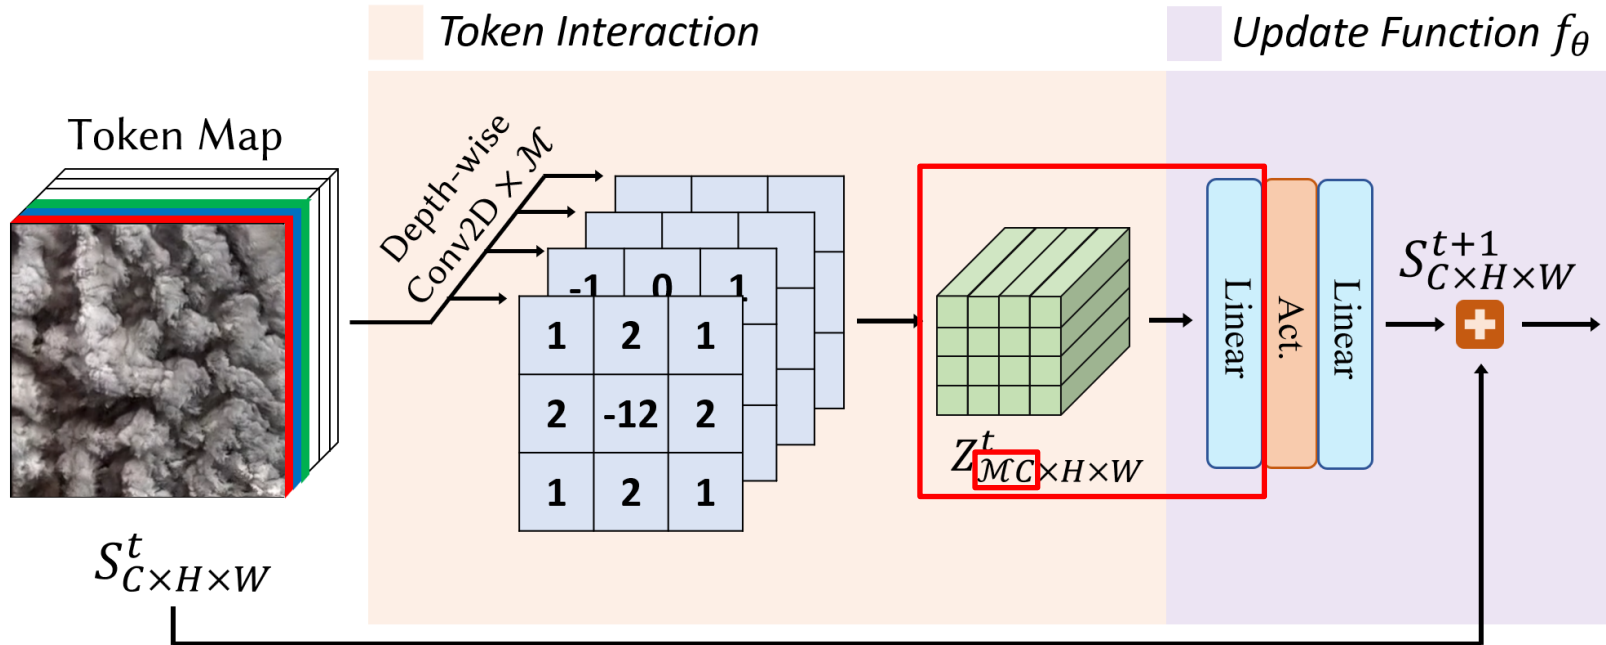 Token Interaction
Update Function f_θ
Token Map
Depth-wise
Conv2D × ℳ
-1 0 1
1 2 1
2 -12 2
1 2 1
Z^t_{ℳC×H×W}
Linear
Act.
Linear
S^{t+1}_{C×H×W}
S^t_{C×H×W}